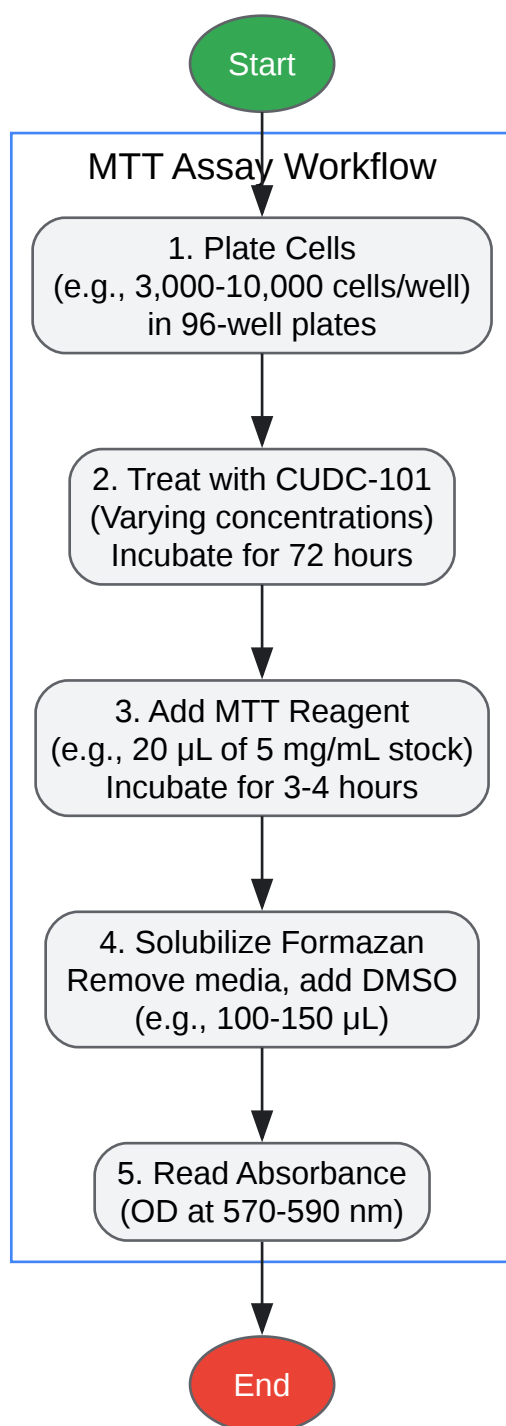 Start
MTT Assay Workflow
1. Plate Cells
(e.g., 3,000-10,000 cells/well)
in 96-well plates
2. Treat with CUDC-101
(Varying concentrations)
Incubate for 72 hours
3. Add MTT Reagent
(e.g., 20 µL of 5 mg/mL stock)
Incubate for 3-4 hours
4. Solubilize Formazan
Remove media, add DMSO
(e.g., 100-150 µL)
5. Read Absorbance
(OD at 570-590 nm)
End